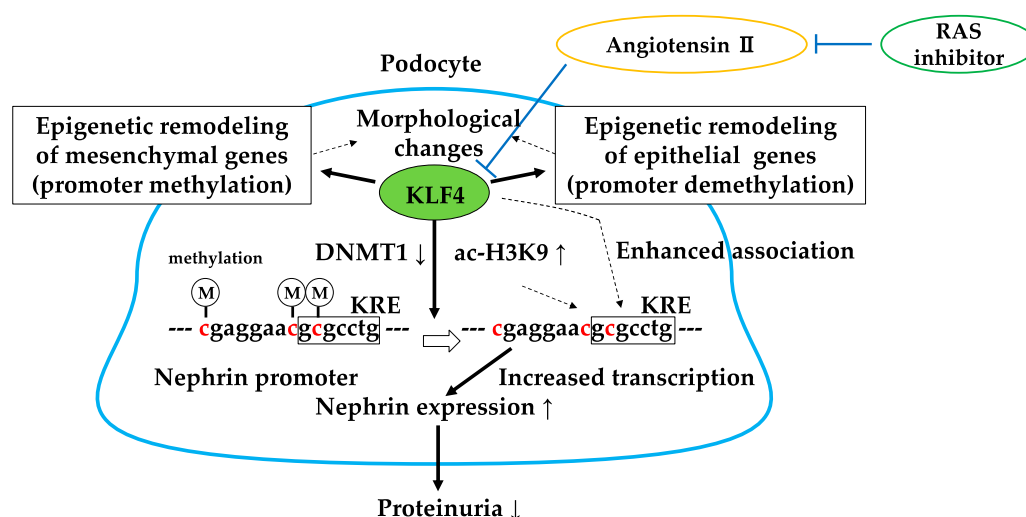 Angiotensin Ⅱ
RAS
inhibitor
Podocyte
Epigenetic remodeling
of mesenchymal genes
(promoter methylation)
Morphological
changes
Epigenetic remodeling
of epithelial genes
(promoter demethylation)
KLF4
DNMT1 ↓
ac-H3K9 ↑
Enhanced association
methylation
M
M
M
KRE
KRE
--- cgaggaacgcgcctg ---
--- cgaggaacgcgcctg ---
Nephrin promoter
Increased transcription
Nephrin expression ↑
Proteinuria ↓